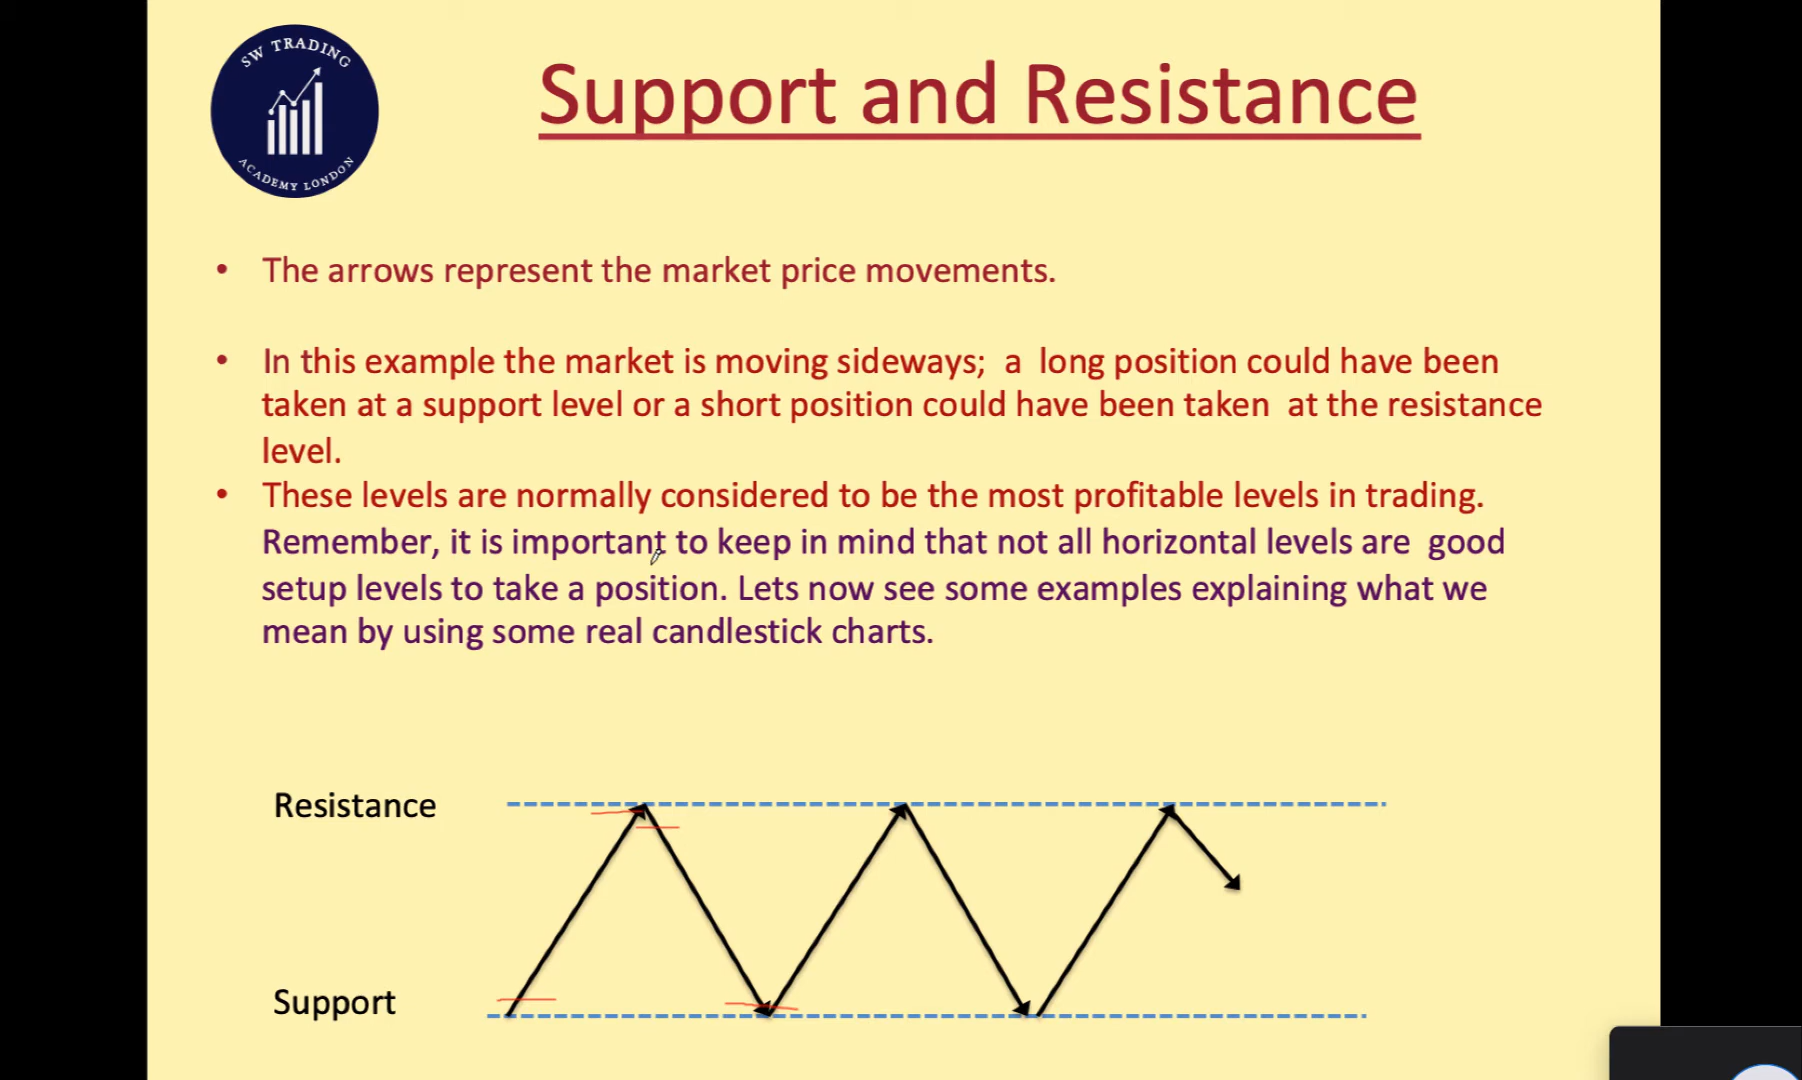 SW TRADING
ACADEMY LONDON
Support and Resistance
• The arrows represent the market price movements.
• In this example the market is moving sideways; a long position could have been
taken at a support level or a short position could have been taken at the resistance
level.
• These levels are normally considered to be the most profitable levels in trading.
Remember, it is important to keep in mind that not all horizontal levels are good
setup levels to take a position. Lets now see some examples explaining what we
mean by using some real candlestick charts.
Resistance
Support